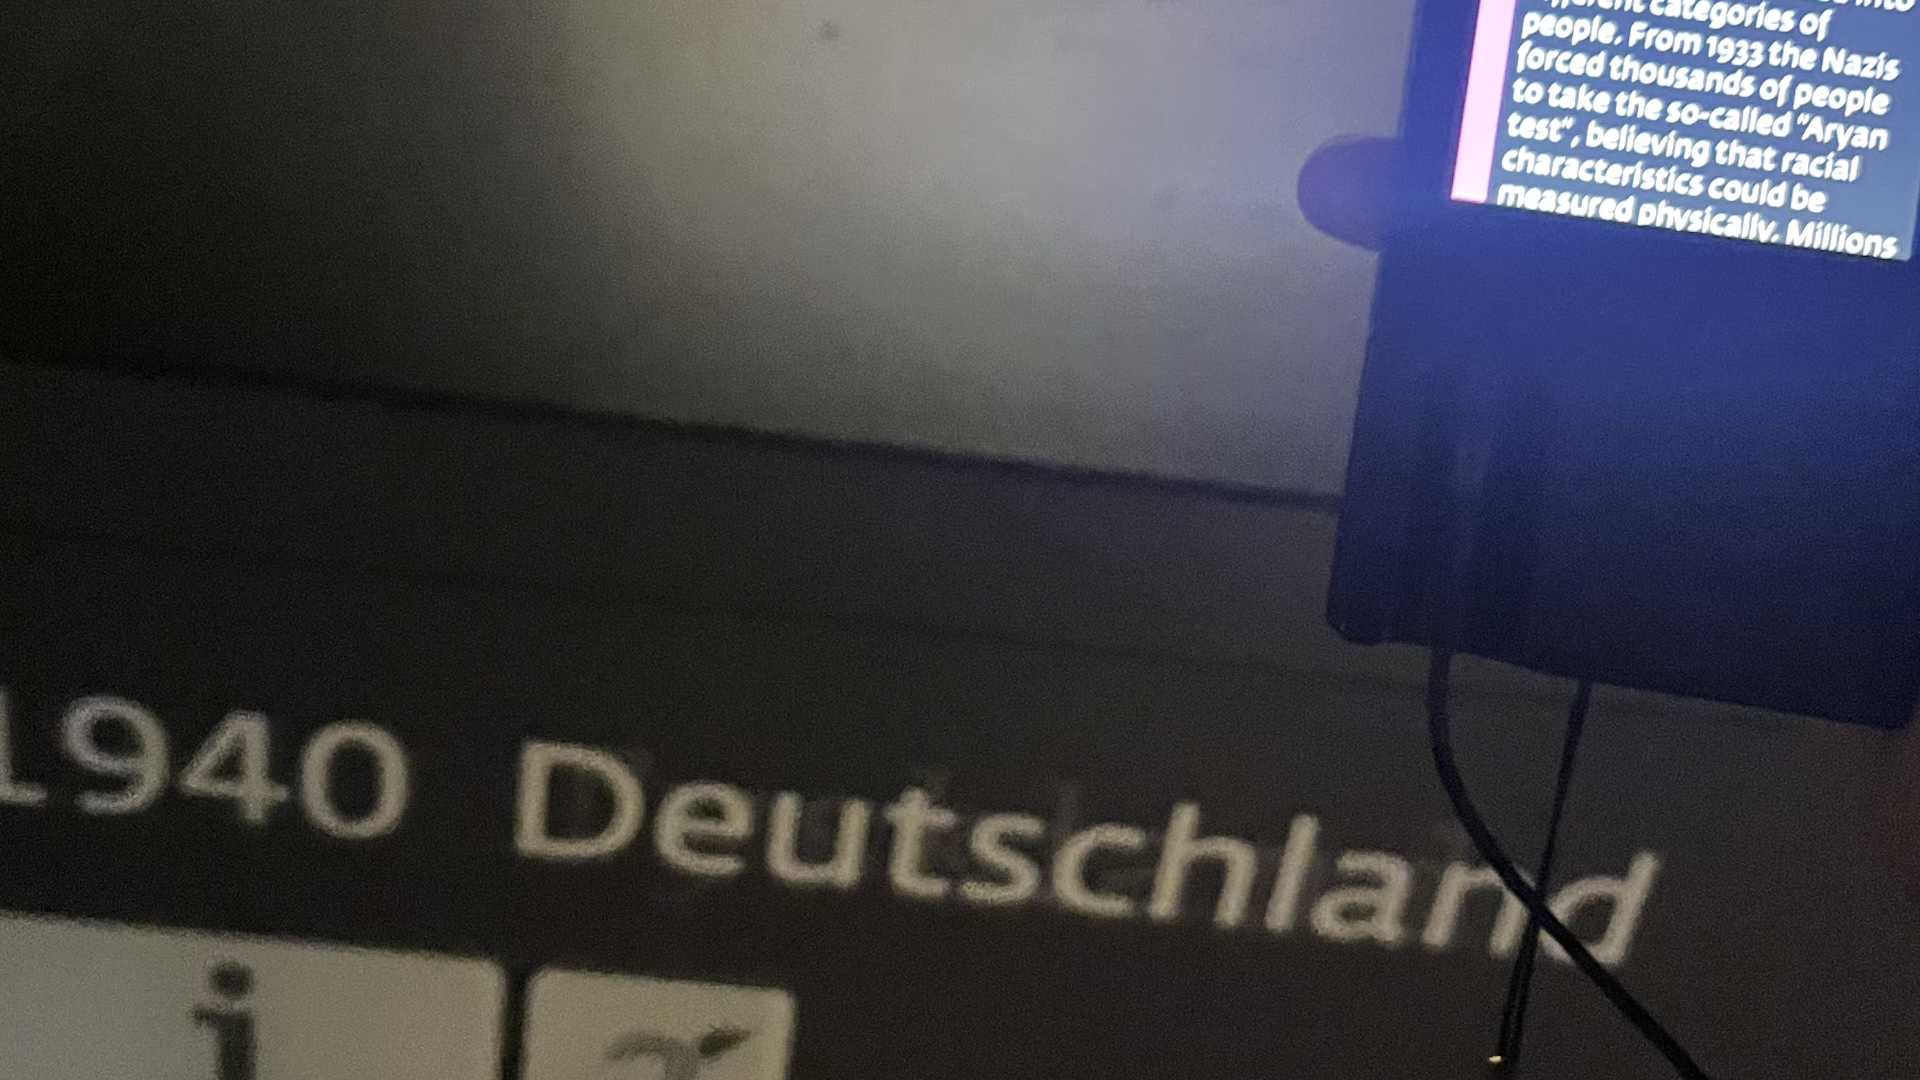 different categories of
people. From 1933 the Nazis
forced thousands of people
to take the so-called "Aryan
test", believing that racial
characteristics could be
measured physically. Millions
1940 Deutschland
i